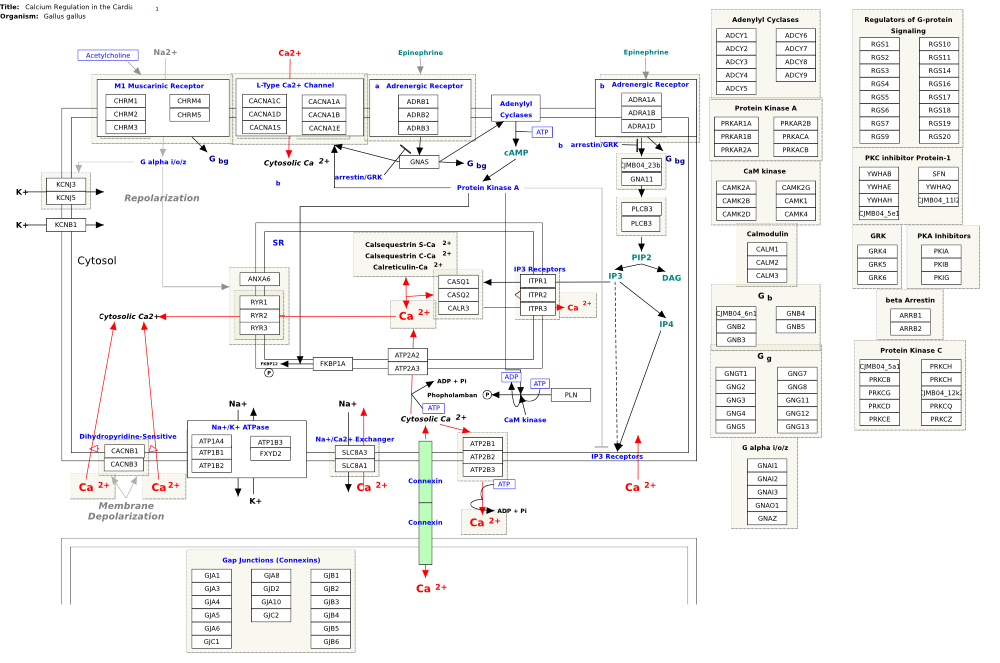 Title: Calcium Regulation in the Cardi
1
Organism: Gallus gallus
Acetylcholine
Na2+
Ca2+
Epinephrine
Epinephrine
M1 Muscarinic Receptor
CHRM1
CHRM2
CHRM3
CHRM4
CHRM5
L-Type Ca2+ Channel
CACNA1C
CACNA1D
CACNA1S
CACNA1A
CACNA1B
CACNA1E
a Adrenergic Receptor
ADRB1
ADRB2
ADRB3
Adenylyl
Cyclases
b Adrenergic Receptor
ADRA1A
ADRA1B
ADRA1D
ATP
cAMP
G alpha i/o/z
G bg
Cytosolic Ca 2+
GNAS
G bg
arrestin/GRK
b
b
arrestin/GRK
CJMB04_23b
GNA11
G bg
Protein Kinase A
K+
KCNJ3
KCNJ5
K+
KCNB1
Repolarization
PLCB3
PLCB3
PIP2
IP3
DAG
IP4
Cytosol
SR
Calsequestrin S-Ca 2+
Calsequestrin C-Ca 2+
Calreticulin-Ca 2+
ANXA6
RYR1
RYR2
RYR3
CASQ1
CASQ2
CALR3
IP3 Receptors
ITPR1
ITPR2
ITPR3
Ca 2+
Ca 2+
Cytosolic Ca2+
FKBP12
P
FKBP1A
ATP2A2
ATP2A3
ADP + Pi
Phospholamban
P
ATP
ADP
ATP
PLN
CaM kinase
Cytosolic Ca 2+
Dihydropyridine-Sensitive
CACNB1
CACNB3
Ca 2+
Ca 2+
Membrane
Depolarization
Na+
Na+/K+ ATPase
ATP1A4
ATP1B1
ATP1B2
ATP1B3
FXYD2
K+
Na+
Na+/Ca2+ Exchanger
SLC8A3
SLC8A1
Ca 2+
Connexin
Connexin
Ca 2+
ATP2B1
ATP2B2
ATP2B3
ATP
ADP + Pi
Ca 2+
IP3 Receptors
Ca 2+
Gap Junctions (Connexins)
GJA1
GJA3
GJA4
GJA5
GJA6
GJC1
GJA8
GJD2
GJA10
GJC2
GJB1
GJB2
GJB3
GJB4
GJB5
GJB6
Adenylyl Cyclases
ADCY1
ADCY2
ADCY3
ADCY4
ADCY5
ADCY6
ADCY7
ADCY8
ADCY9
Protein Kinase A
PRKAR1A
PRKAR1B
PRKAR2A
PRKAR2B
PRKACA
PRKACB
CaM kinase
CAMK2A
CAMK2B
CAMK2D
CAMK2G
CAMK1
CAMK4
Calmodulin
CALM1
CALM2
CALM3
G b
CJMB04_6n1
GNB2
GNB3
GNB4
GNB5
G g
GNGT1
GNG2
GNG3
GNG4
GNG5
GNG7
GNG8
GNG11
GNG12
GNG13
G alpha i/o/z
GNAI1
GNAI2
GNAI3
GNAO1
GNAZ
Regulators of G-protein
Signaling
RGS1
RGS2
RGS3
RGS4
RGS5
RGS6
RGS7
RGS9
RGS10
RGS11
RGS14
RGS16
RGS17
RGS18
RGS19
RGS20
PKC inhibitor Protein-1
YWHAB
YWHAE
YWHAH
CJMB04_5e1
SFN
YWHAQ
CJMB04_11l2
GRK
GRK4
GRK5
GRK6
PKA Inhibitors
PKIA
PKIB
PKIG
beta Arrestin
ARRB1
ARRB2
Protein Kinase C
CJMB04_5a1
PRKCB
PRKCG
PRKCD
PRKCE
PRKCH
PRKCH
CJMB04_12k
PRKCQ
PRKCZ